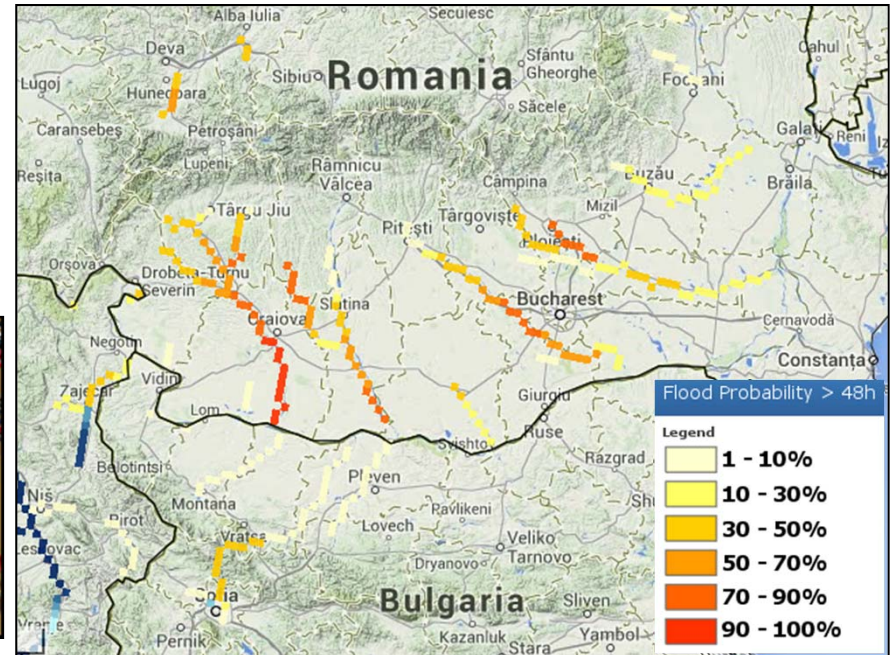 Alba Iulia
Secuiesc
Deva
Cahul
Lugoj
Hunedoara
Sibiu
Romania
Sfântu
Gheorghe
Focșani
Săcele
Caransebeș
Petroșani
Galați
Reni
Reșița
Lupeni
Râmnicu
Vâlcea
Câmpina
Buzău
Brăila
Târgu Jiu
Târgoviște
Mizil
Pitești
Ploiești
Orșova
Drobeta-Turnu
Severin
Slatina
Bucharest
Craiova
Cernavodă
Negotin
Constanța
Zaječar
Vidin
Lom
Giurgiu
Ruse
Svishtov
Belotintsi
Razgrad
Pleven
Niš
Montana
Pirot
Lovech
Pavlikeni
Vratsa
Veliko
Tarnovo
Leskovac
Dryanovo
Sofia
Bulgaria
Sliven
Vranje
Pernik
Kazanluk
Yambol
Stara
Flood Probability > 48h
Legend
1 - 10%
10 - 30%
30 - 50%
50 - 70%
70 - 90%
90 - 100%